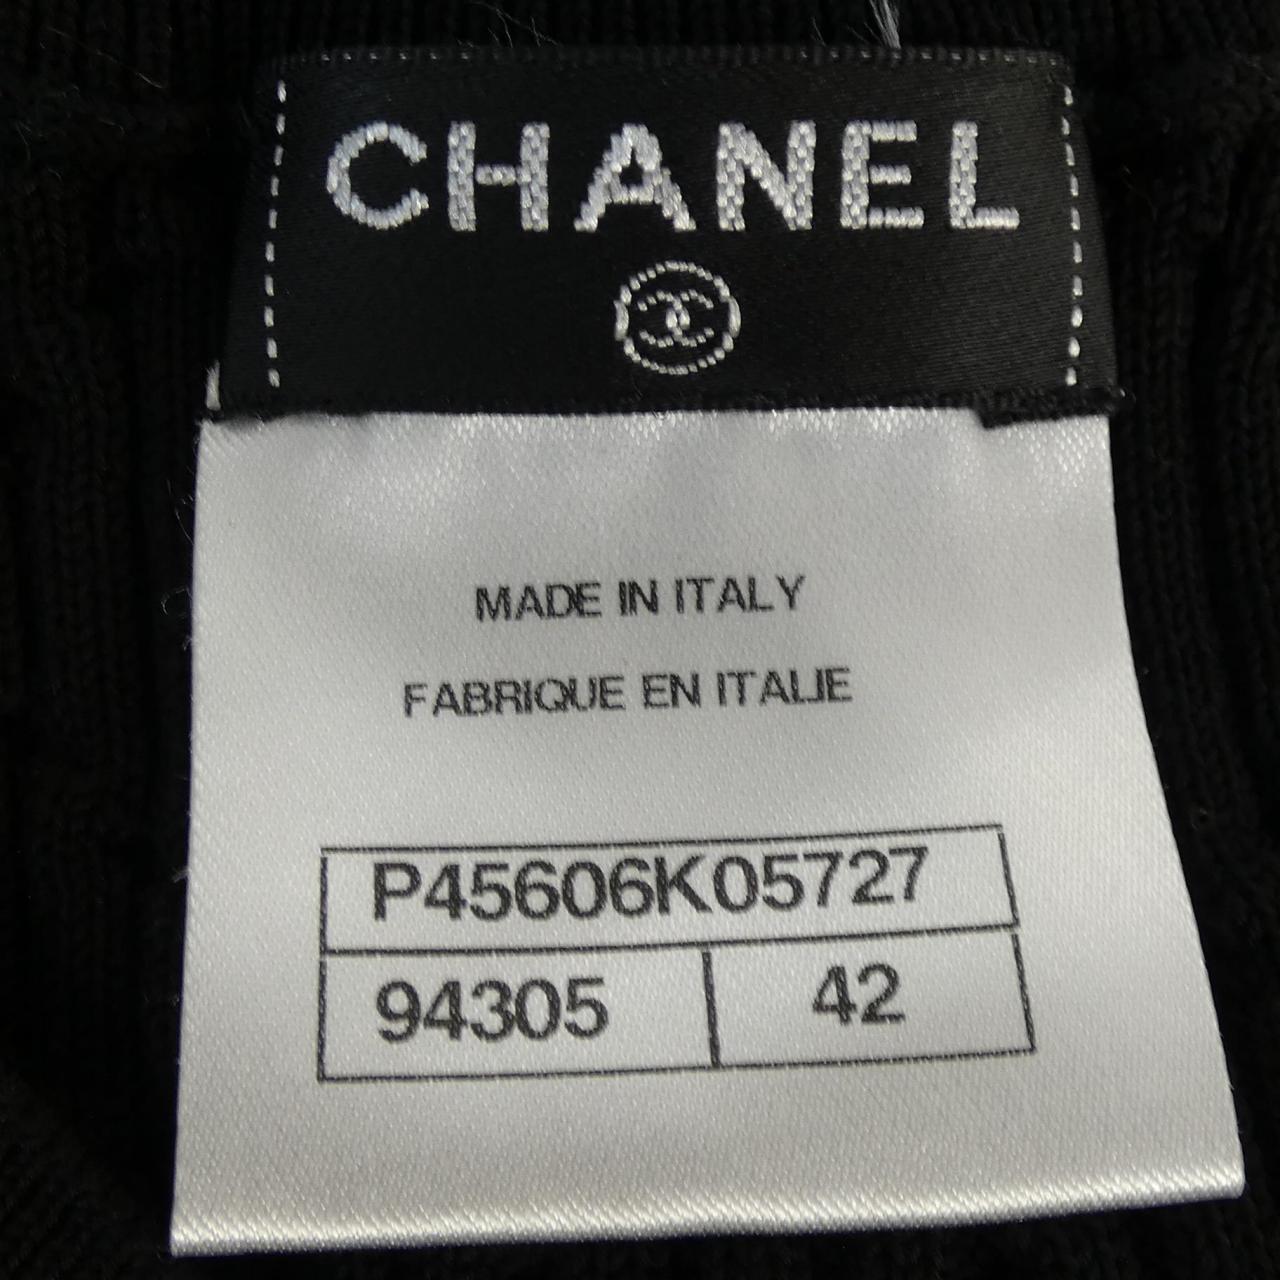 CHANEL
MADE IN ITALY
FABRIQUE EN ITALIE
P45606K05727
94305 42